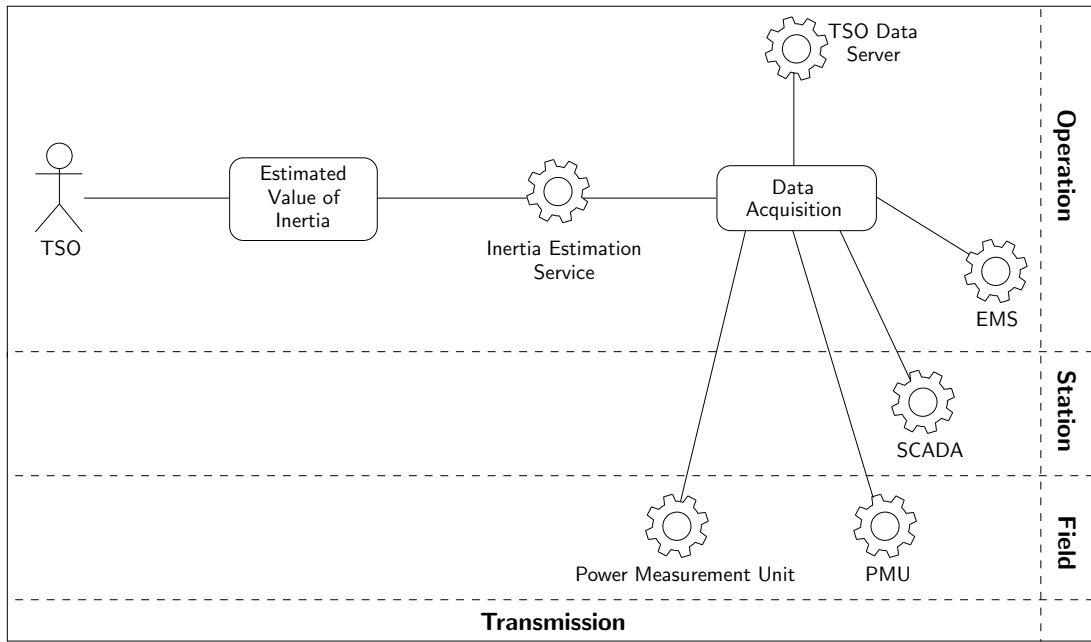 TSO Data
Server
Operation
Estimated
Value of
Inertia
Data
Acquisition
TSO
Inertia Estimation
Service
EMS
Station
SCADA
Field
Power Measurement Unit
PMU
Transmission